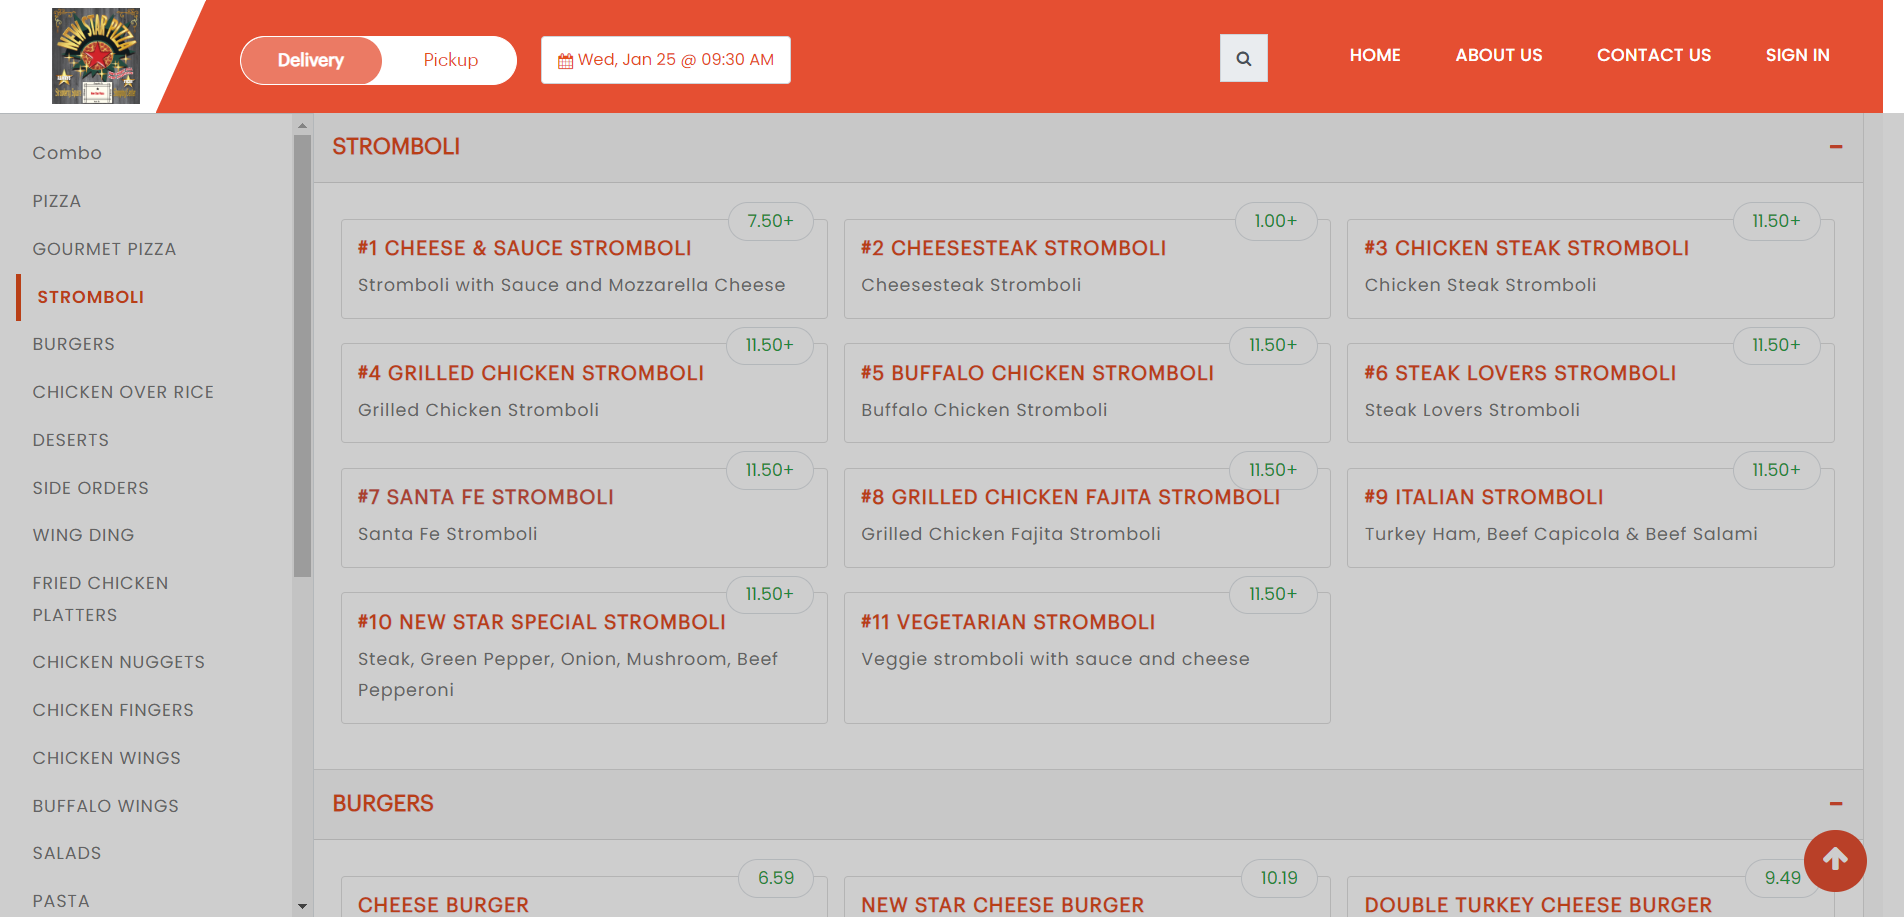 NEW STAR PIZZA
Delivery
Pickup
Wed, Jan 25 @ 09:30 AM
HOME
ABOUT US
CONTACT US
SIGN IN
Combo
PIZZA
GOURMET PIZZA
STROMBOLI
BURGERS
CHICKEN OVER RICE
DESERTS
SIDE ORDERS
WING DING
FRIED CHICKEN
PLATTERS
CHICKEN NUGGETS
CHICKEN FINGERS
CHICKEN WINGS
BUFFALO WINGS
SALADS
PASTA
STROMBOLI
7.50+
#1 CHEESE & SAUCE STROMBOLI
Stromboli with Sauce and Mozzarella Cheese
1.00+
#2 CHEESESTEAK STROMBOLI
Cheesesteak Stromboli
11.50+
#3 CHICKEN STEAK STROMBOLI
Chicken Steak Stromboli
11.50+
#4 GRILLED CHICKEN STROMBOLI
Grilled Chicken Stromboli
11.50+
#5 BUFFALO CHICKEN STROMBOLI
Buffalo Chicken Stromboli
11.50+
#6 STEAK LOVERS STROMBOLI
Steak Lovers Stromboli
11.50+
#7 SANTA FE STROMBOLI
Santa Fe Stromboli
11.50+
#8 GRILLED CHICKEN FAJITA STROMBOLI
Grilled Chicken Fajita Stromboli
11.50+
#9 ITALIAN STROMBOLI
Turkey Ham, Beef Capicola & Beef Salami
11.50+
#10 NEW STAR SPECIAL STROMBOLI
Steak, Green Pepper, Onion, Mushroom, Beef
Pepperoni
11.50+
#11 VEGETARIAN STROMBOLI
Veggie stromboli with sauce and cheese
BURGERS
6.59
CHEESE BURGER
10.19
NEW STAR CHEESE BURGER
9.49
DOUBLE TURKEY CHEESE BURGER